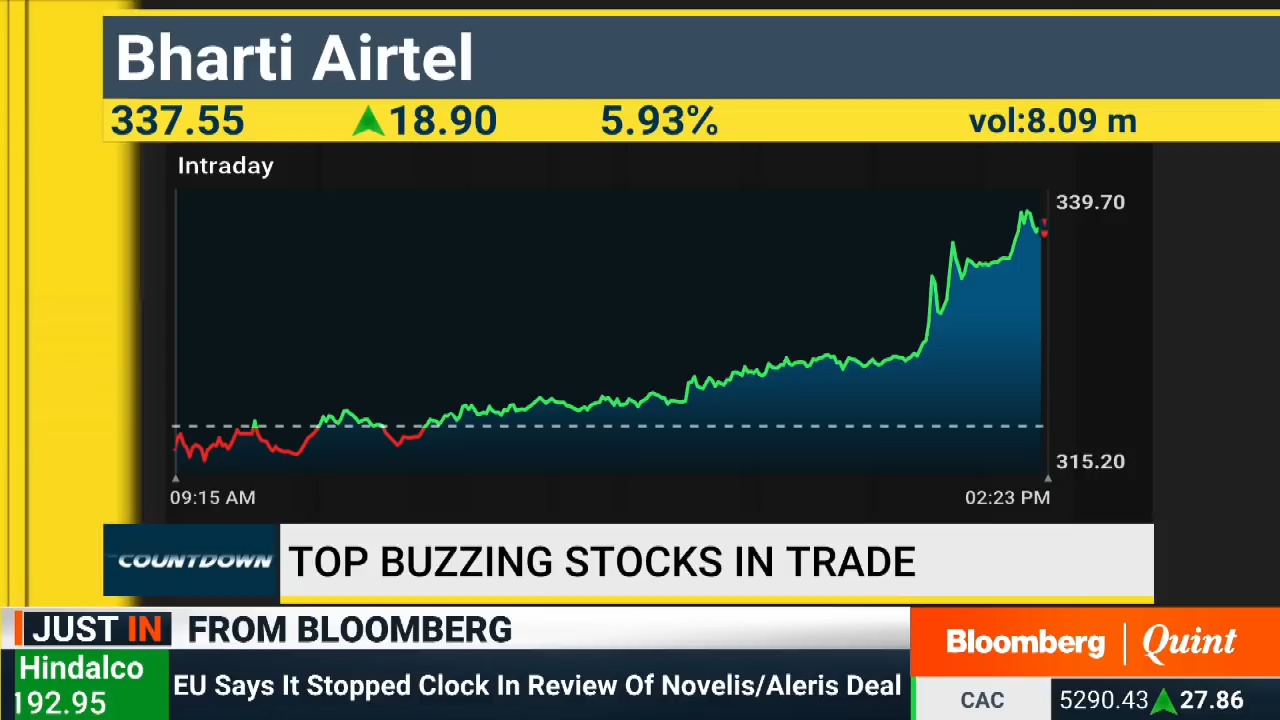 Bharti Airtel
337.55 18.90 5.93% vol:8.09 m
Intraday
339.70
315.20
09:15 AM 02:23 PM
COUNTDOWN TOP BUZZING STOCKS IN TRADE
JUST IN FROM BLOOMBERG
Bloomberg | Quint
Hindalco
192.95
EU Says It Stopped Clock In Review Of Novelis/Aleris Deal
CAC 5290.43 27.86